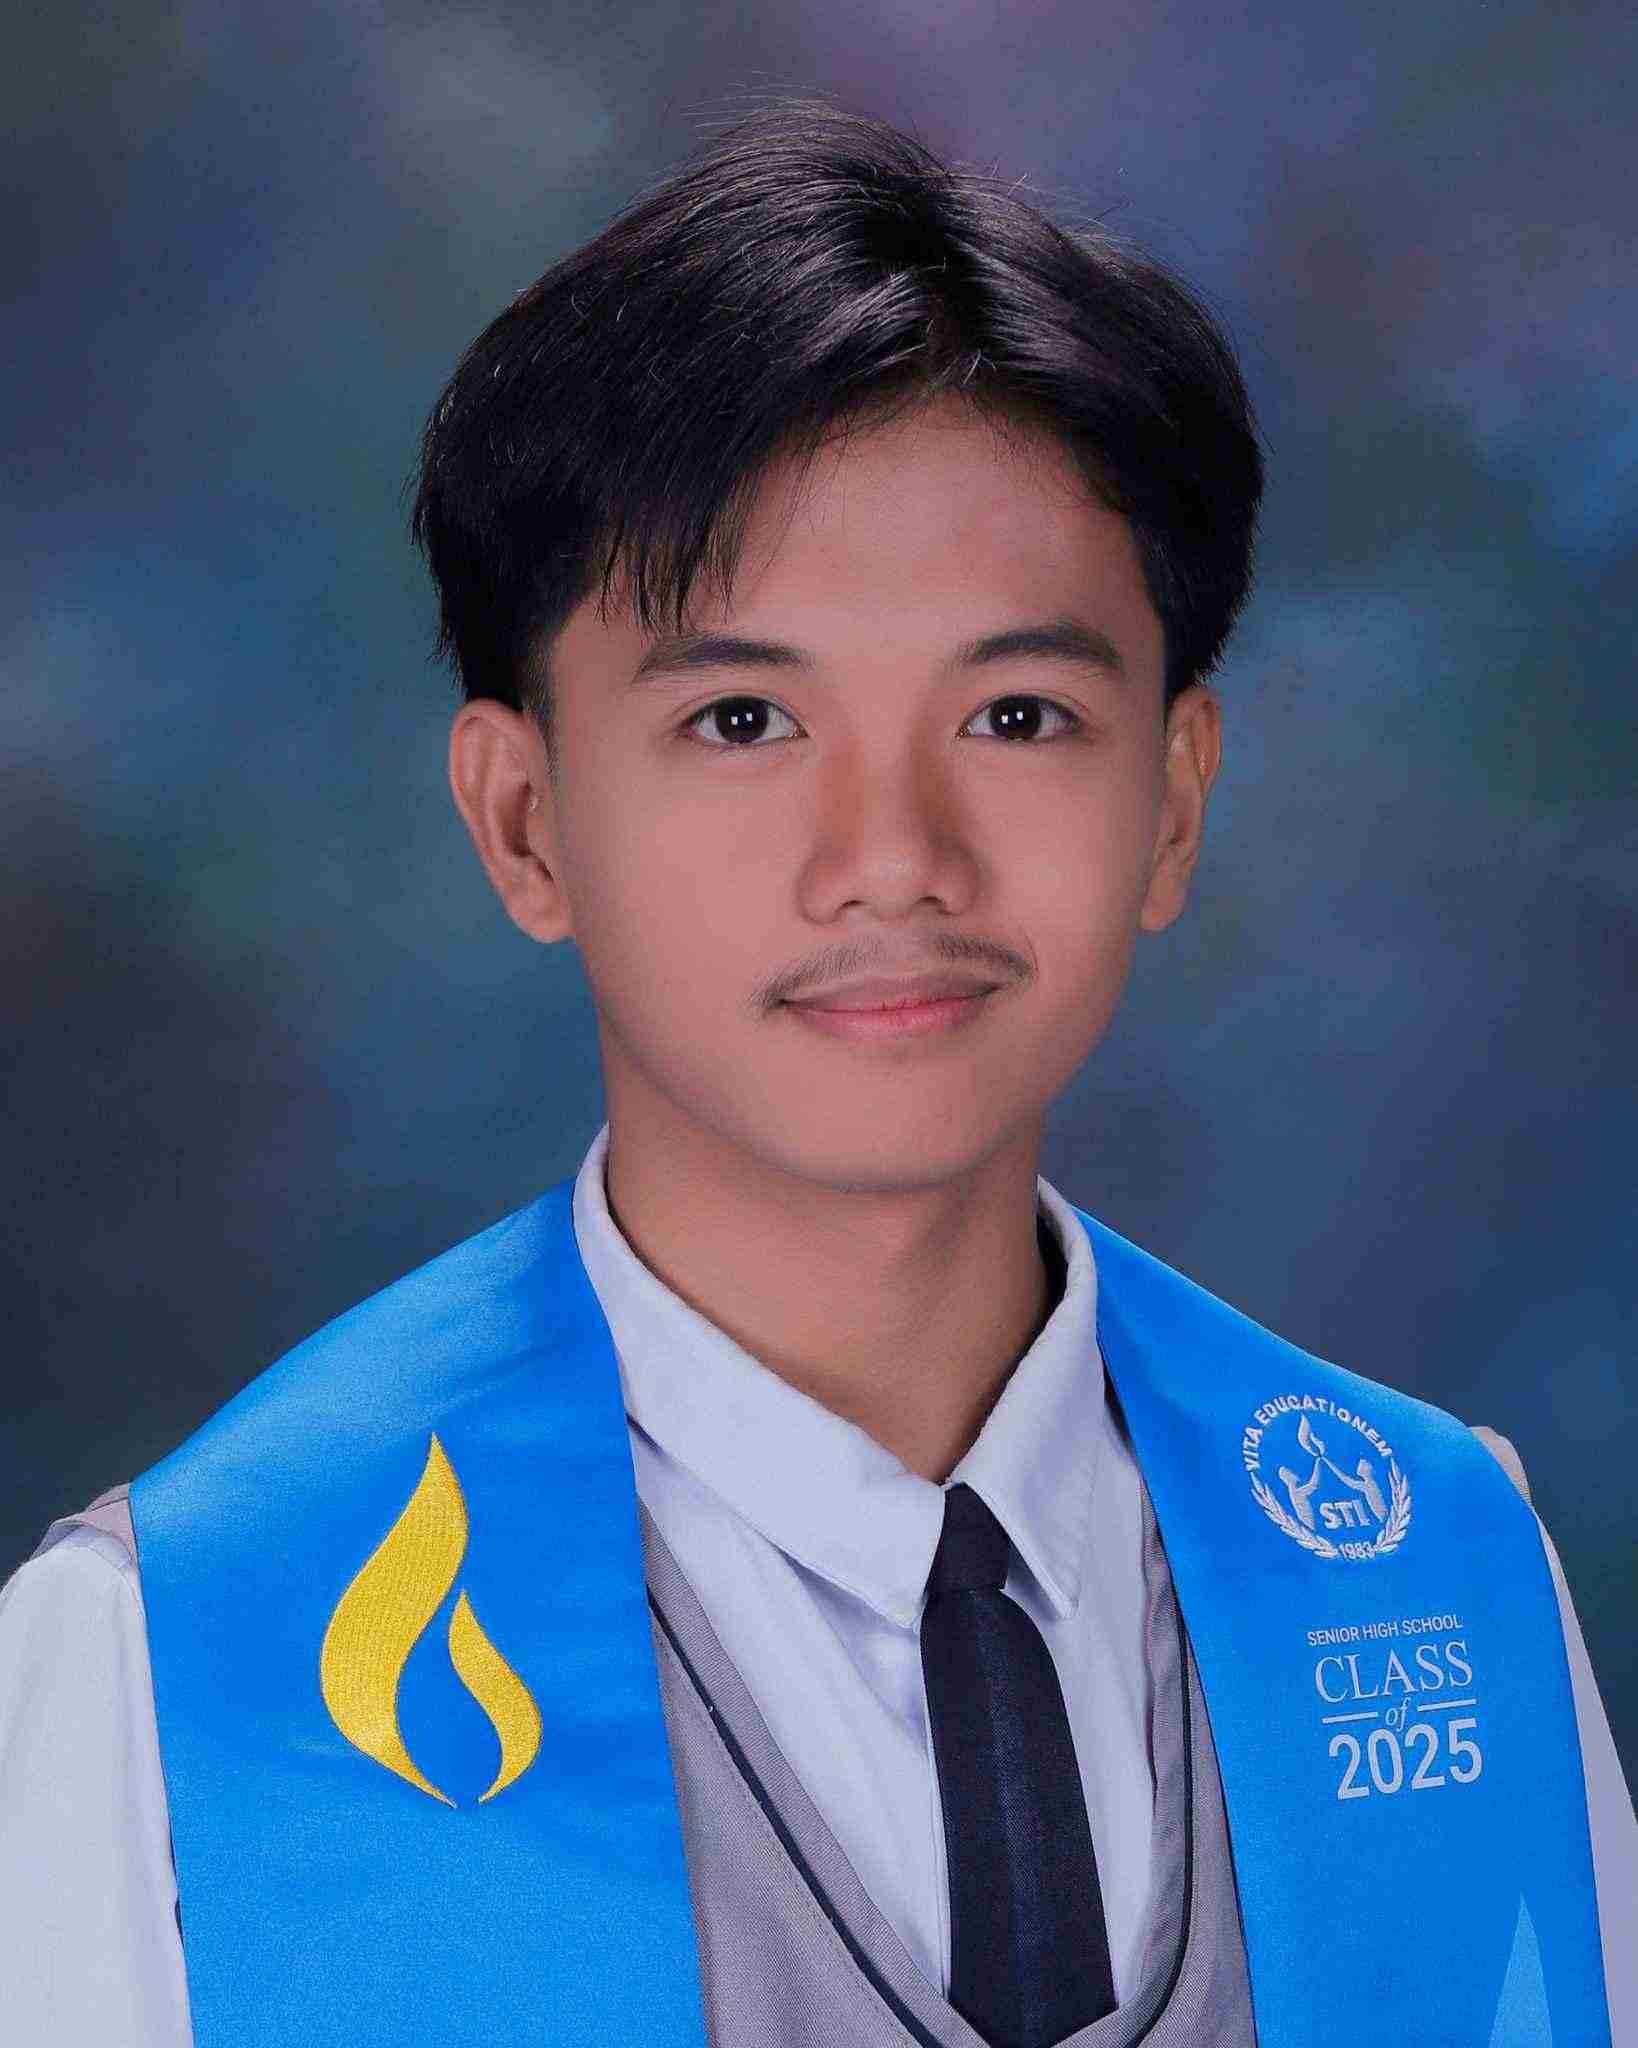 VITA EDUCATIONEM
STI
1983
SENIOR HIGH SCHOOL
CLASS
of
2025